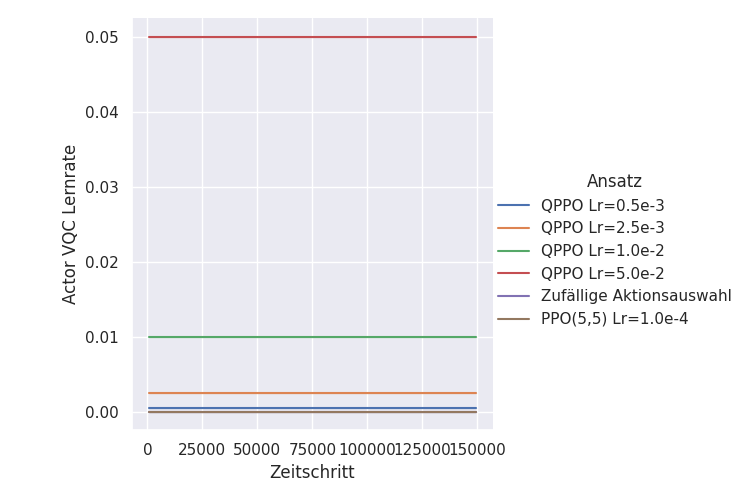 0.05
0.04
0.03
0.02
0.01
0.00
Actor VQC Lernrate
0 25000 50000 75000 100000 125000 150000
Zeitschritt
Ansatz
QPPO Lr=0.5e-3
QPPO Lr=2.5e-3
QPPO Lr=1.0e-2
QPPO Lr=5.0e-2
Zufällige Aktionsauswahl
PPO(5,5) Lr=1.0e-4